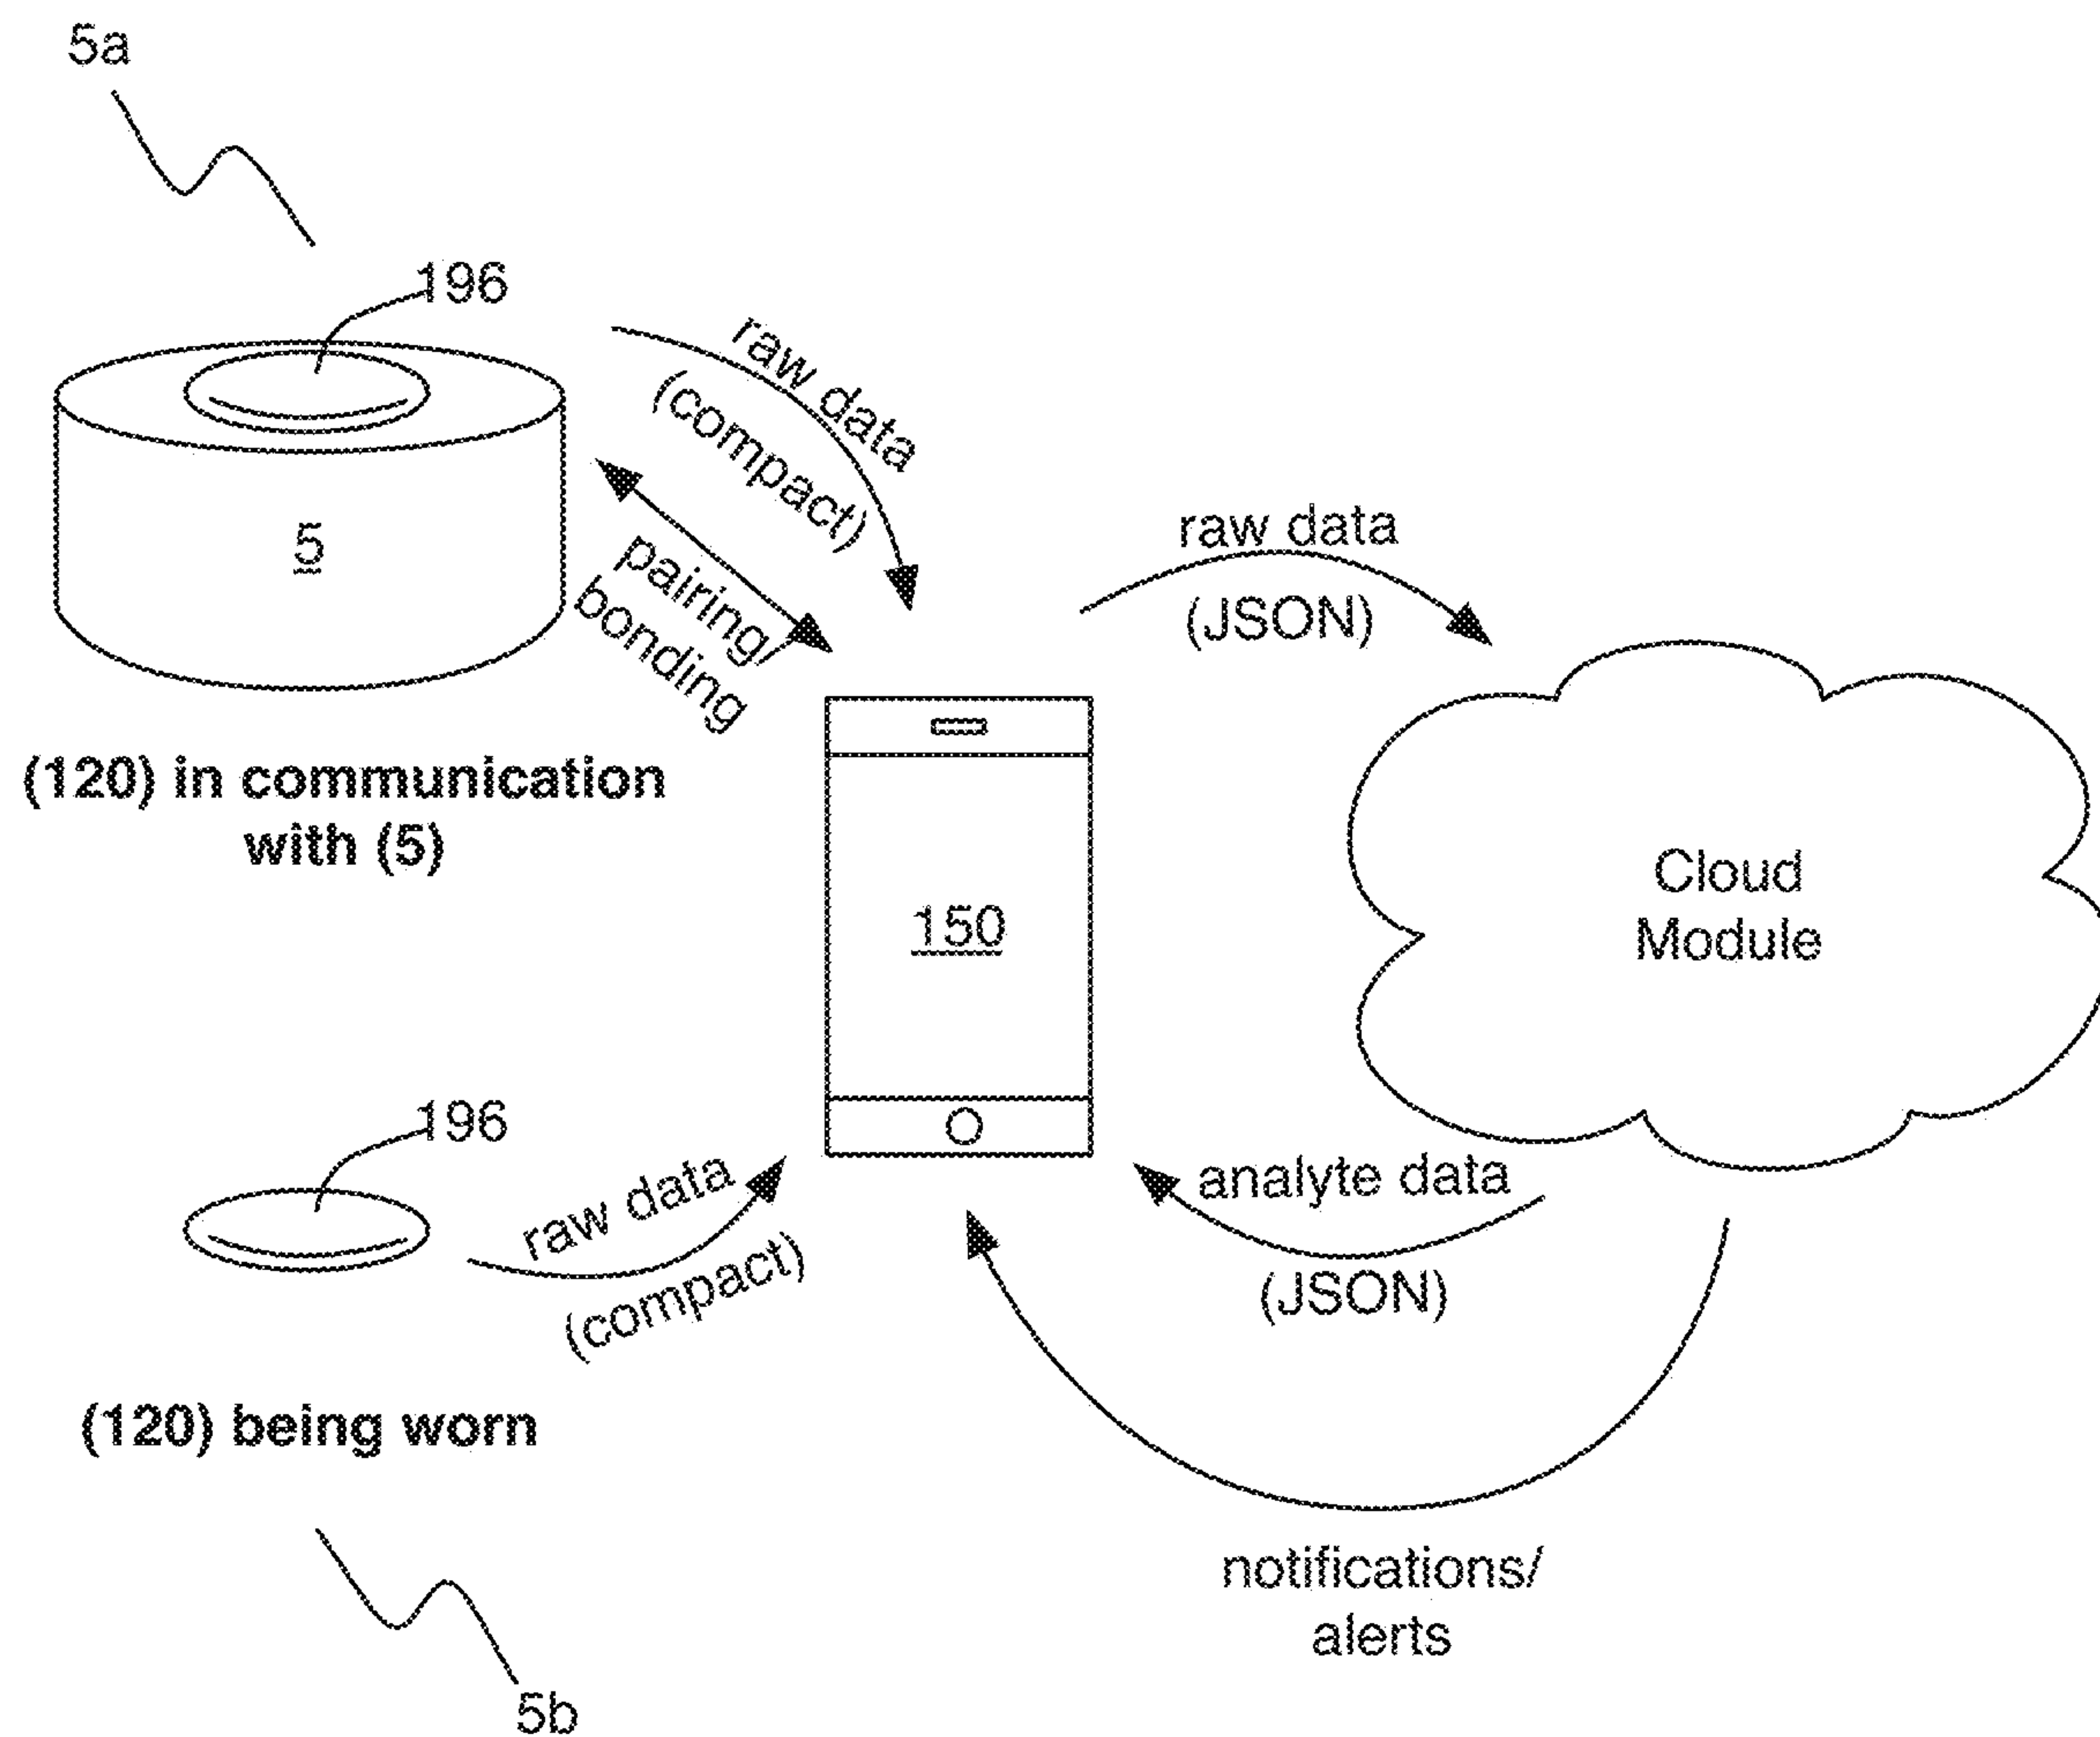 5a
196
raw data
(compact)
5
pairing/
bonding
raw data
(JSON)
(120) in communication
with (5)
150
Cloud
Module
196
raw data
(compact)
analyte data
(JSON)
(120) being worn
notifications/
alerts
5b